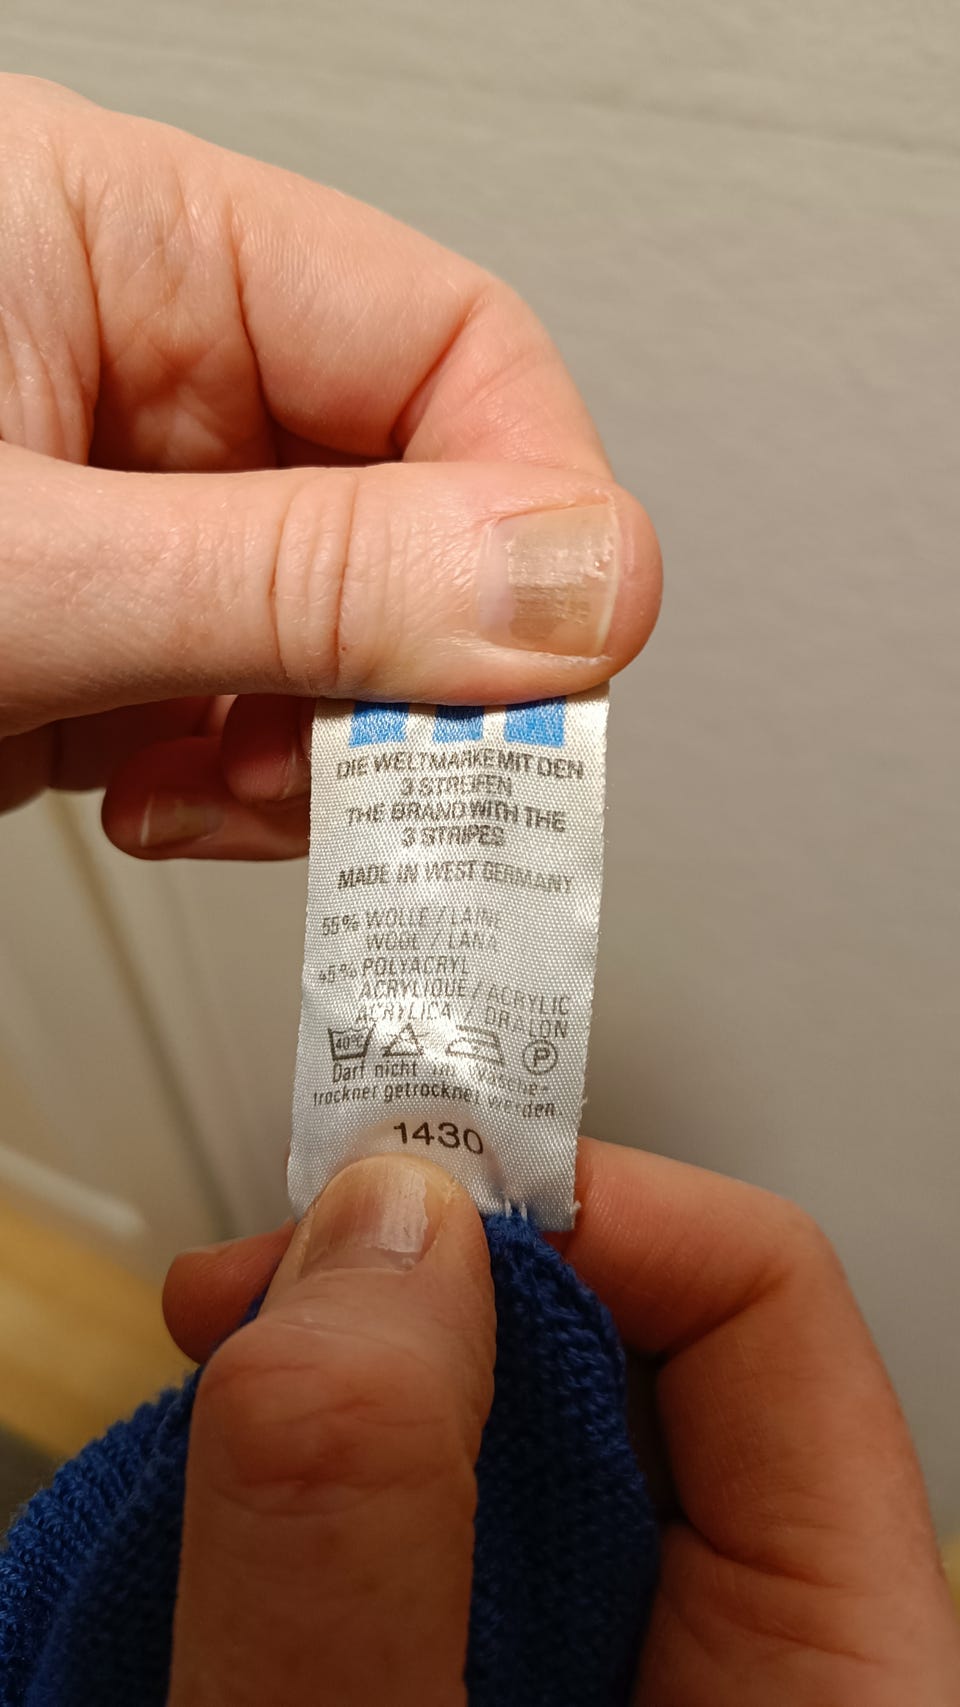 DIE WELTMARKE MIT DEN
3 STREIFEN
THE BRAND WITH THE
3 STRIPES
MADE IN WEST GERMANY
55% WOLLE / LAINE
WOOL / LANA
45% POLYACRYL
ACRYLIQUE / ACRYLIC
ACRYLICA / DRALON
40°C
P
Darf nicht im Wäsche-
trockner getrocknet werden.
1430